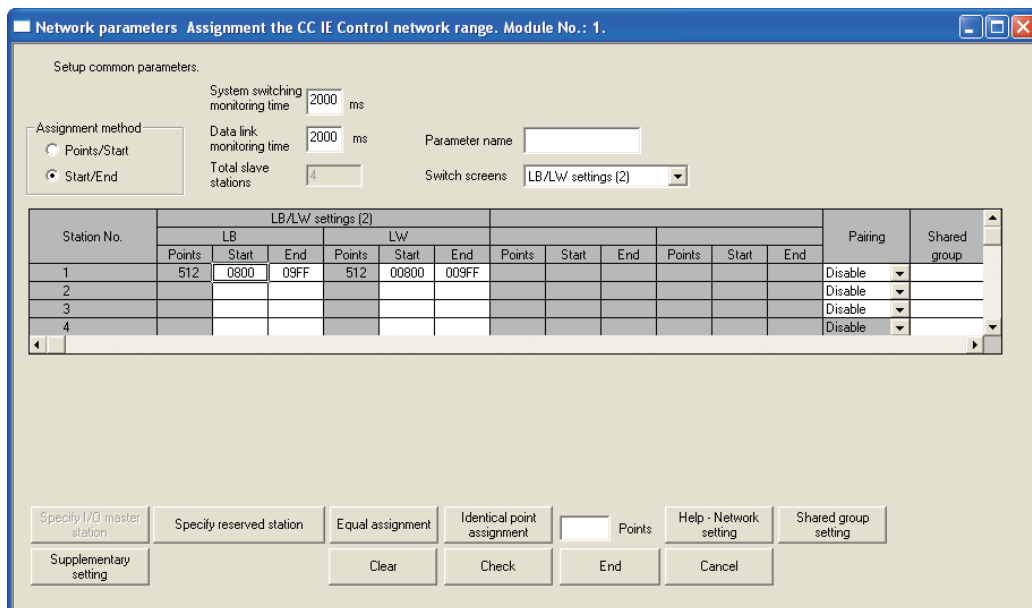 Network parameters Assignment the CC IE Control network range. Module No.: 1.
Setup common parameters.
System switching monitoring time 2000 ms
Assignment method
Points/Start
Start/End
Data link monitoring time 2000 ms
Parameter name
Total slave stations 4
Switch screens LB/LW settings (2)
Station No. LB/LW settings (2) Pairing Shared group
LB LW
Points Start End Points Start End Points Start End Points Start End
1 512 0800 09FF 512 00800 009FF Disable
2 Disable
3 Disable
4 Disable
Specify I/O master station Specify reserved station Equal assignment Identical point assignment Points Help - Network setting Shared group setting
Supplementary setting Clear Check End Cancel